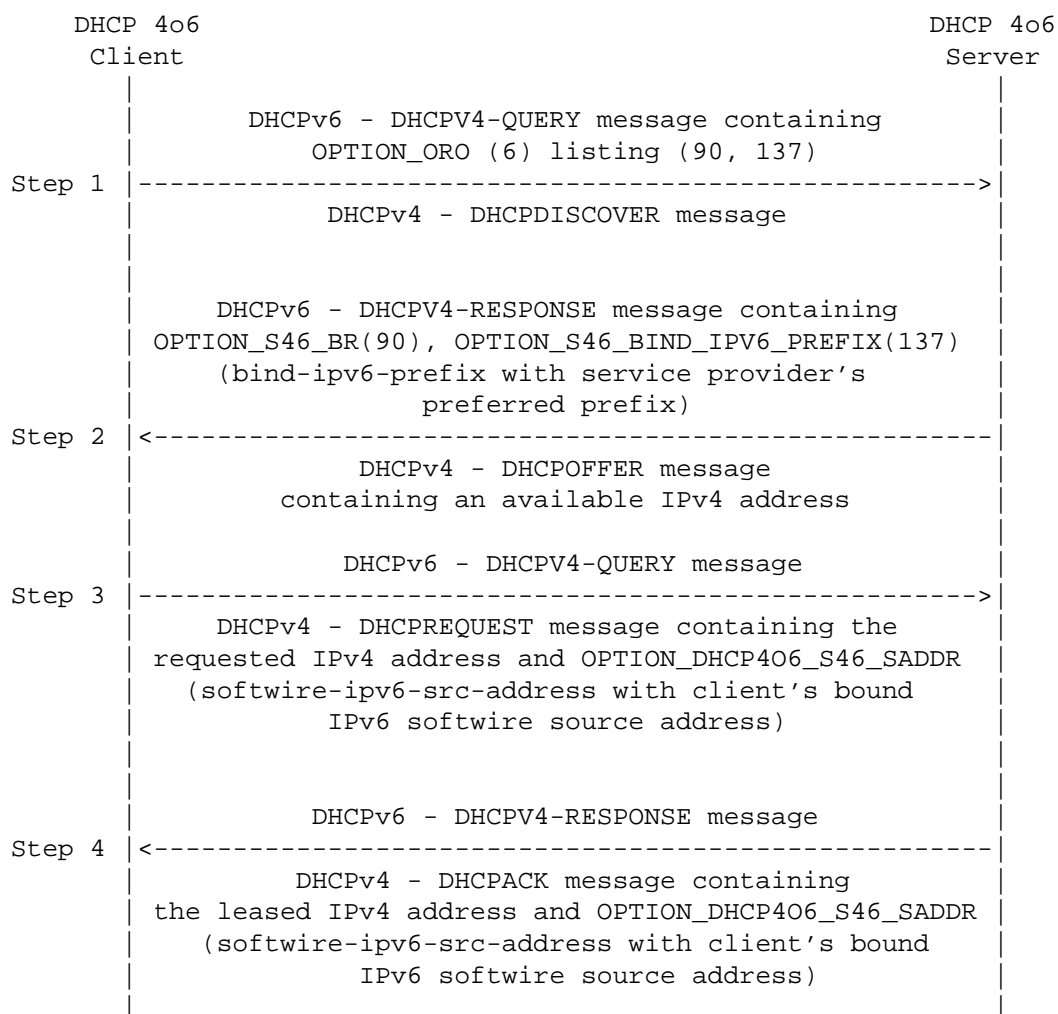 DHCP 4o6 DHCP 4o6
Client Server
DHCPv6 - DHCPV4-QUERY message containing
OPTION_ORO (6) listing (90, 137)
Step 1 |----------------------------------------------------->|
DHCPv4 - DHCPDISCOVER message
DHCPv6 - DHCPV4-RESPONSE message containing
OPTION_S46_BR(90), OPTION_S46_BIND_IPV6_PREFIX(137)
(bind-ipv6-prefix with service provider’s
preferred prefix)
Step 2 |<-----------------------------------------------------|
DHCPv4 - DHCPOFFER message
containing an available IPv4 address
DHCPv6 - DHCPV4-QUERY message
Step 3 |----------------------------------------------------->|
DHCPv4 - DHCPREQUEST message containing the
requested IPv4 address and OPTION_DHCP4O6_S46_SADDR
(softwire-ipv6-src-address with client’s bound
IPv6 softwire source address)
DHCPv6 - DHCPV4-RESPONSE message
Step 4 |<-----------------------------------------------------|
DHCPv4 - DHCPACK message containing
the leased IPv4 address and OPTION_DHCP4O6_S46_SADDR
(softwire-ipv6-src-address with client’s bound
IPv6 softwire source address)